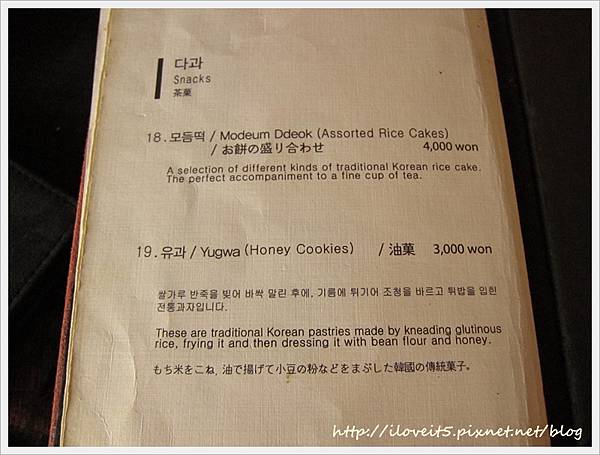 다과
Snacks
茶菓
18. 모듬떡 / Modeum Ddeok (Assorted Rice Cakes)
/ お餅の盛り合わせ 4,000 won
A selection of different kinds of traditional Korean rice cake.
The perfect accompaniment to a fine cup of tea.
19. 유과 / Yugwa (Honey Cookies) / 油菓 3,000 won
쌀가루 반죽을 빚어 바싹 말린 후에, 기름에 튀기어 조청을 바르고 튀밥을 입힌
전통과자입니다.
These are traditional Korean pastries made by kneading glutinous
rice, frying it and then dressing it with bean flour and honey.
もち米をこね, 油で揚げて小豆の粉などをまぶした韓國の傳統菓子。
http://iloveit5.pixnet.net/blog